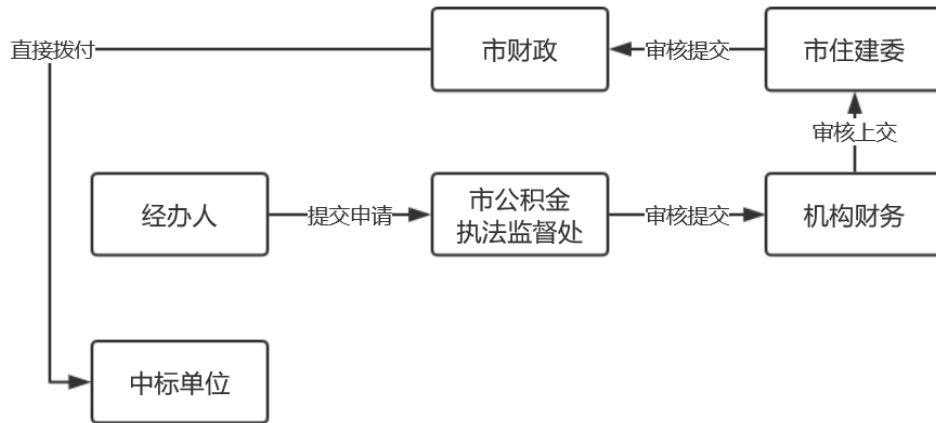 直接拨付
市财政
审核提交
市住建委
审核上交
经办人
提交申请
市公积金
执法监督处
审核提交
机构财务
中标单位